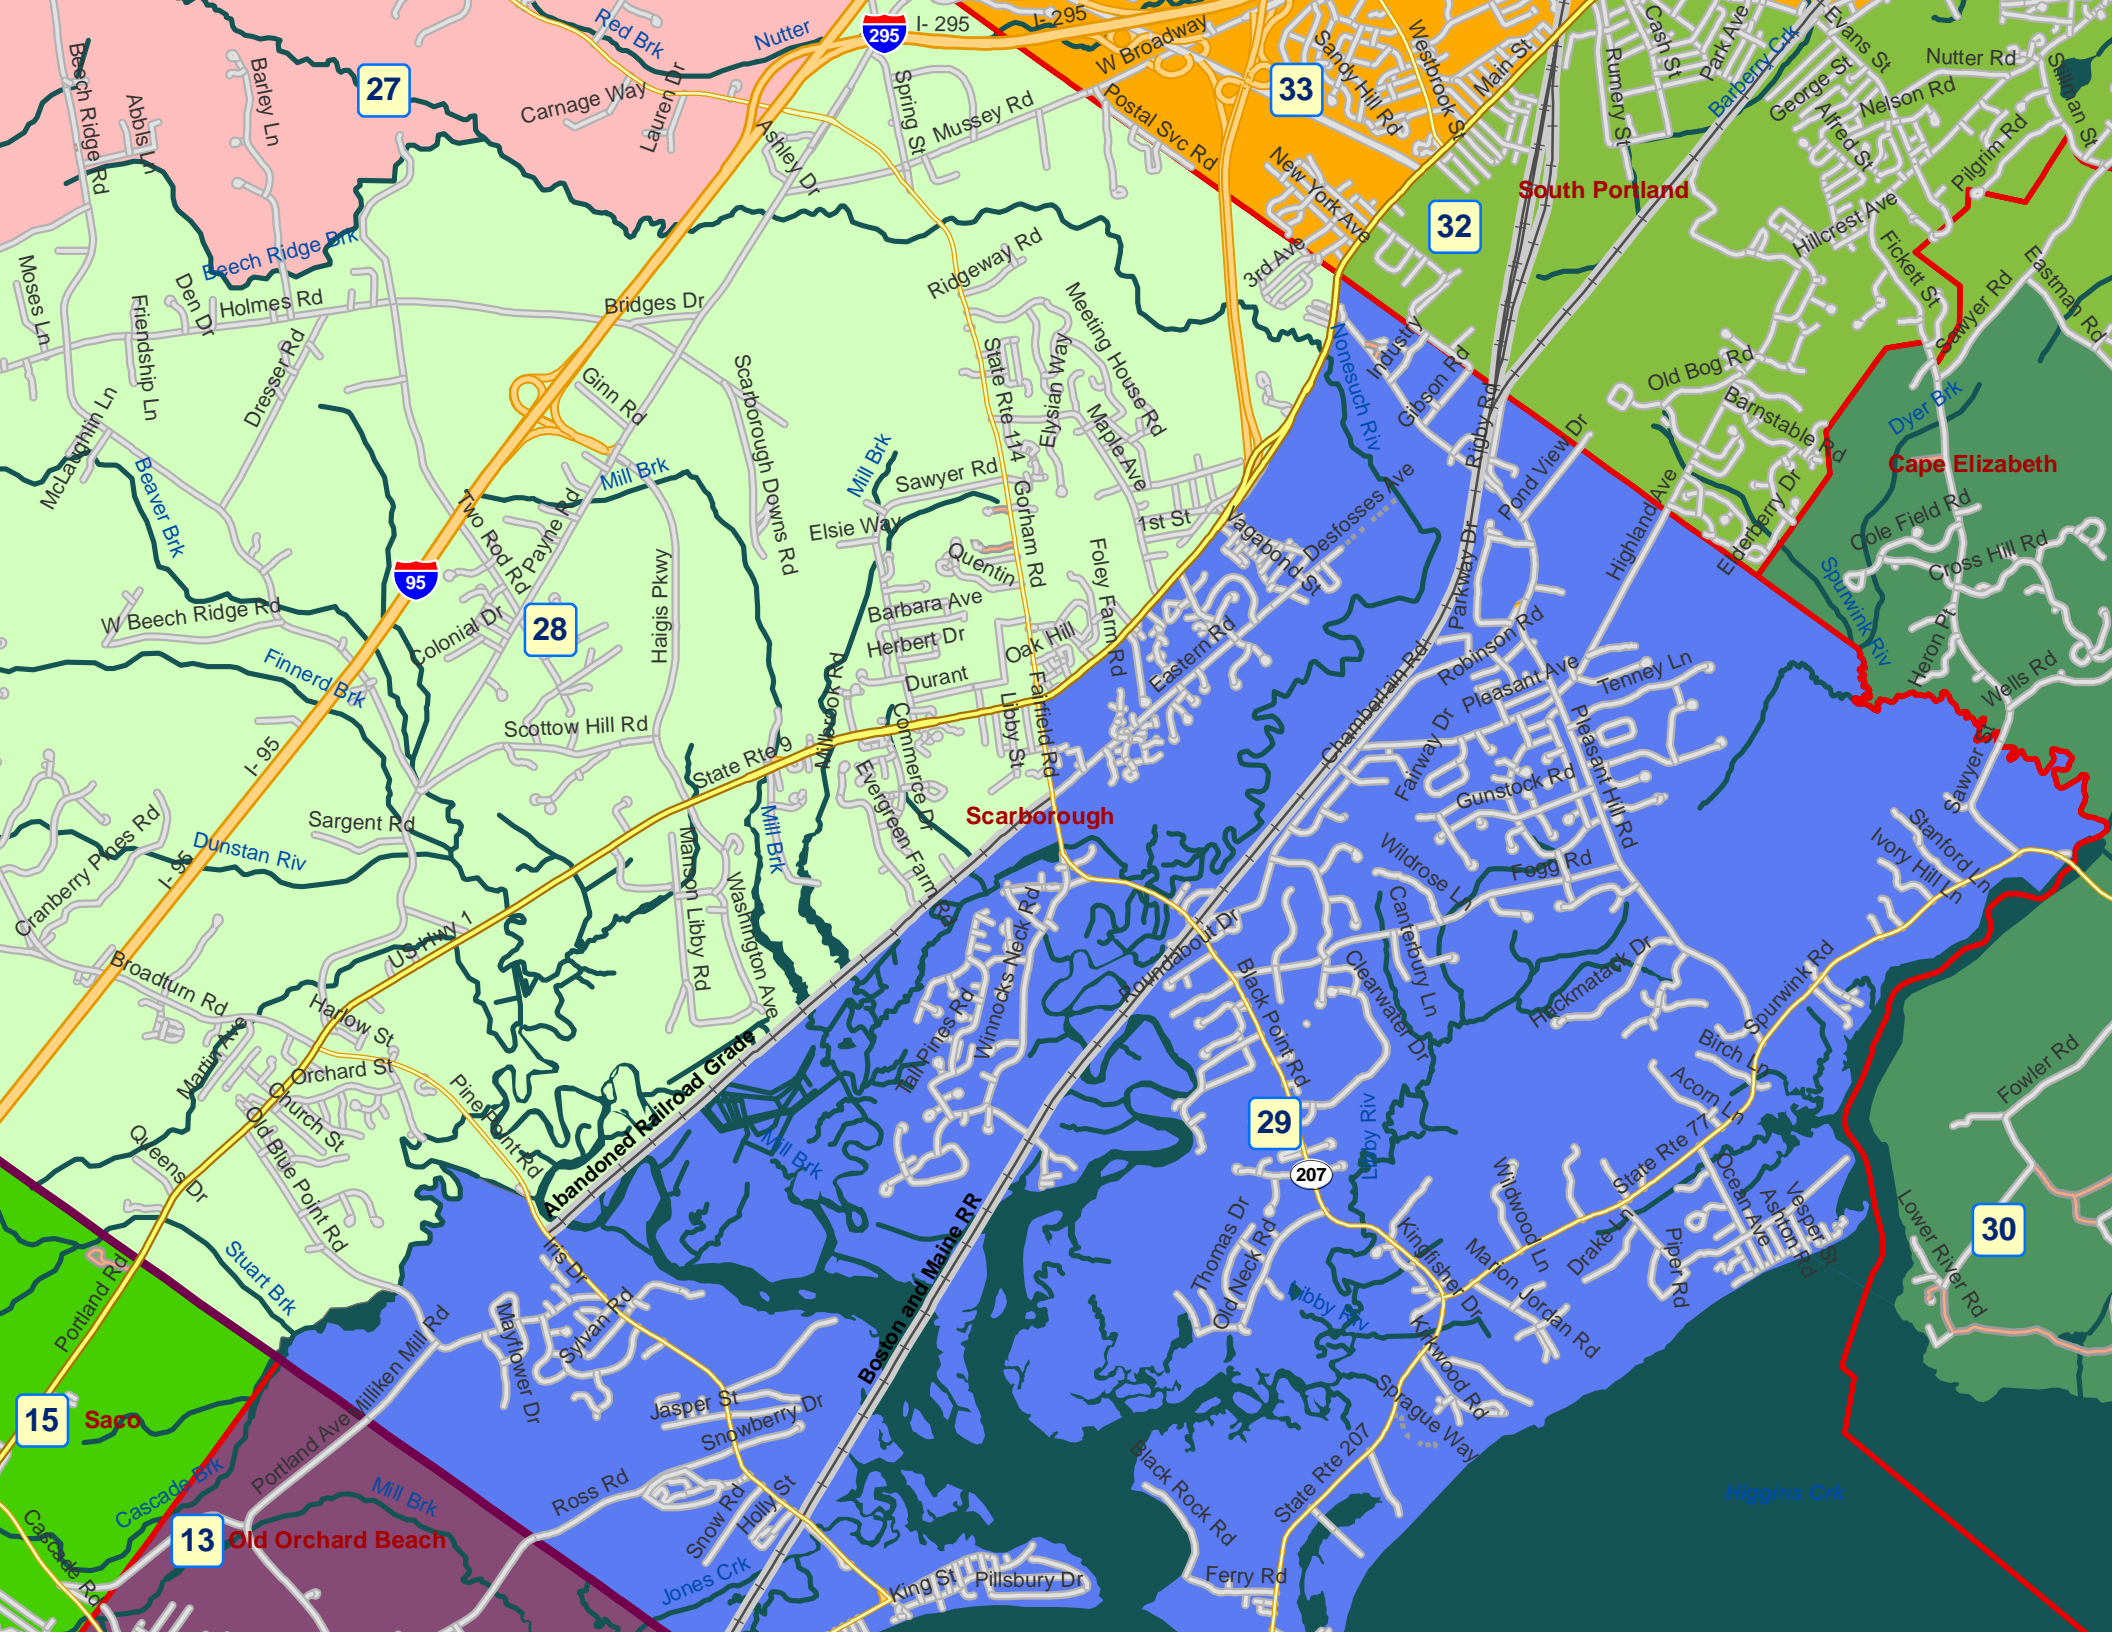 I- 295
I- 295
295
Red Brk
Nutter
W Broadway
Westbrook St
Main St
Cash St
Park Ave
Evans St
Nutter Rd
Stillman St
Beech Ridge Rd
Abbls Ln
Barley Ln
27
Carnage Way
Lauren Dr
Spring St
Mussey Rd
Postal Svc Rd
33
Sandy Hill Rd
Rumery St
Barberry Crk
George St
Nelson Rd
Alfred St
Pilgrim Rd
Ashley Dr
New York Ave
32
South Portland
Hillcrest Ave
Fickett St
Sawyer Rd
Eastman Rd
Beech Ridge Brk
Moses Ln
Friendship Ln
Den Dr
Holmes Rd
Dresser Rd
Bridges Dr
Ridgeway Rd
3rd Ave
State Rte 114
Elysian Way
Meeting House Rd
Maple Ave
Scarborough Downs Rd
Ginn Rd
Nonesuch Riv
Industry
Gibson Rd
Rigby Rd
Old Bog Rd
Barnstable Rd
Dyer Brk
Cape Elizabeth
McLaughlin Ln
Beaver Brk
Mill Brk
Mill Brk
Sawyer Rd
Gorham Rd
1st St
Elsie Way
Quentin
Foley Farm Rd
Vagabond St
Desfosses Ave
Pond View Dr
Parkway Dr
Highland Ave
Elderberry Dr
Cole Field Rd
Cross Hill Rd
Spurwink Riv
Heron Pt
Wells Rd
Two Rod Rd
Payne Rd
95
28
Colonial Dr
Haigis Pkwy
Barbara Ave
Herbert Dr
Durant
Oak Hill
W Beech Ridge Rd
Finnerd Brk
I- 95
Scottow Hill Rd
State Rte 9
Millbrook Rd
Commerce Dr
Libby St
Fairfield Rd
Eastern Rd
Chamberlain Rd
Robinson Rd
Pleasant Ave
Tenney Ln
Fairway Dr
Gunstock Rd
Pleasant Hill Rd
Sawyer St
Stanford Ln
Ivory Hill Ln
Scarborough
Evergreen Farm Rd
Mill Brk
Sargent Rd
Dunstan Riv
I- 95
Cranberry Pines Rd
Manson Libby Rd
Washington Ave
Wildrose Ln
Fogg Rd
Canterbury Ln
US Hwy 1
Broadturn Rd
Harlow St
Martin Ave
Orchard St
Church St
Old Blue Point Rd
Queens Dr
Pine Point Rd
Abandoned Railroad Grade
Tall Pines Rd
Winnocks Neck Rd
Roundabout Dr
Black Point Rd
Clearwater Dr
Huckmatack Dr
Spurwink Rd
Birch Ln
Acorn Ln
State Rte 77
Fowler Rd
29
207
Libby Riv
Mill Brk
Boston and Maine RR
Thomas Dr
Old Neck Rd
Libby Riv
Kingfisher Dr
Marion Jordan Rd
Wildwood Ln
Drake Ln
Piper Rd
Ocean Ave
Ashton Rd
Vesper St
Lower River Rd
30
Stuart Brk
Portland Rd
Iris Dr
Sylvan Rd
Mayflower Dr
Kirkwood Rd
Sprague Way
State Rte 207
Black Rock Rd
Ferry Rd
Higgins Crk
15
Saco
Cascade Brk
Cascade Rd
Portland Ave
Milliken Mill Rd
Mill Brk
13
Old Orchard Beach
Ross Rd
Jasper St
Snowberry Dr
Snow Rd
Holly St
Jones Crk
King St
Pillsbury Dr